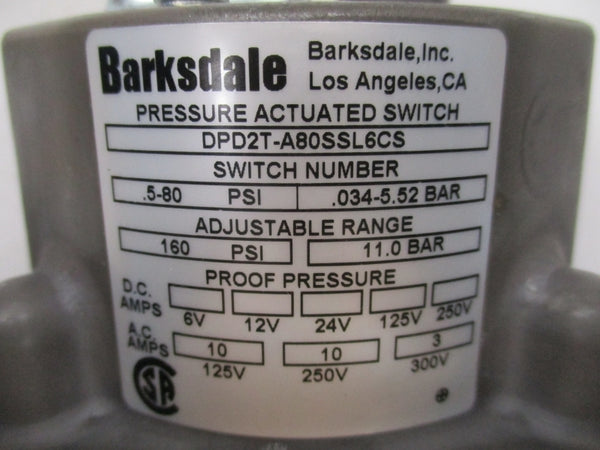 Barksdale Barksdale,Inc.
Los Angeles,CA
PRESSURE ACTUATED SWITCH
DPD2T-A80SSL6CS
SWITCH NUMBER
.5-80 PSI .034-5.52 BAR
ADJUSTABLE RANGE
160 PSI 11.0 BAR
PROOF PRESSURE
D.C.
AMPS
6V 12V 24V 125V 250V
A.C.
AMPS 10 10 3
125V 250V 300V
SA